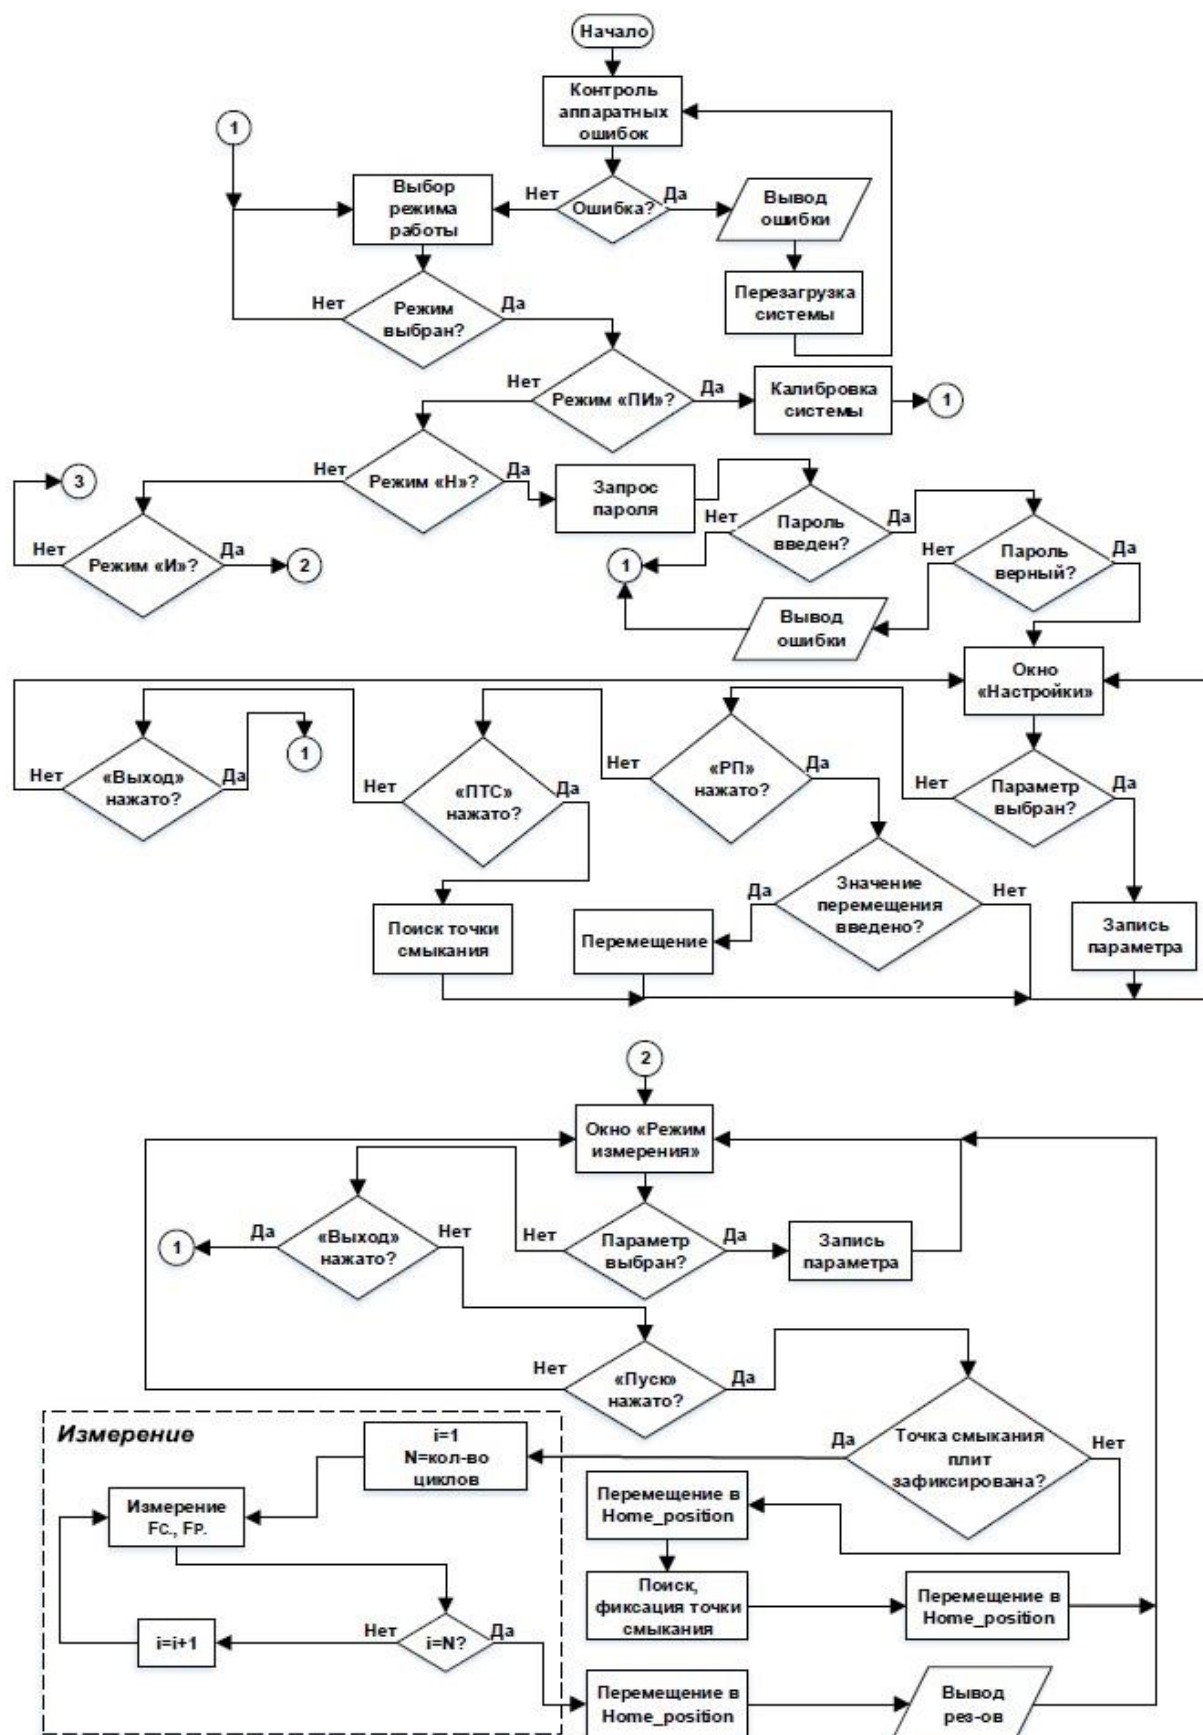 Начало
Контроль
аппаратных
ошибок
1
Выбор
режима
работы
Нет
Ошибка?
Да
Вывод
ошибки
Перезагрузка
системы
Нет
Режим
выбран?
Да
Нет
Режим «ПИ»?
Да
Калибровка
системы
1
3
Нет
Режим «Н»?
Да
Запрос
пароля
Нет
Пароль
введен?
Да
Нет
Пароль
верный?
Да
Нет
Режим «И»?
Да
2
1
Вывод
ошибки
Окно
«Настройки»
Нет
«Выход»
нажато?
Да
1
Нет
«ПТС»
нажато?
Да
Нет
«РП»
нажато?
Да
Нет
Параметр
выбран?
Да
Поиск точки
смыкания
Перемещение
Да
Значение
перемещения
введено?
Нет
Запись
параметра
2
Окно «Режим
измерения»
1
Да
«Выход»
нажато?
Нет
Нет
Параметр
выбран?
Да
Запись
параметра
Нет
«Пуск»
нажато?
Да
Измерение
i=1
N=кол-во
циклов
Да
Точка смыкания
плит
зафиксирована?
Нет
Измерение
Fс., Fр.
Перемещение в
Home_position
Поиск,
фиксация точки
смыкания
Перемещение в
Home_position
i=i+1
Нет
i=N?
Да
Перемещение в
Home_position
Вывод
рез-ов